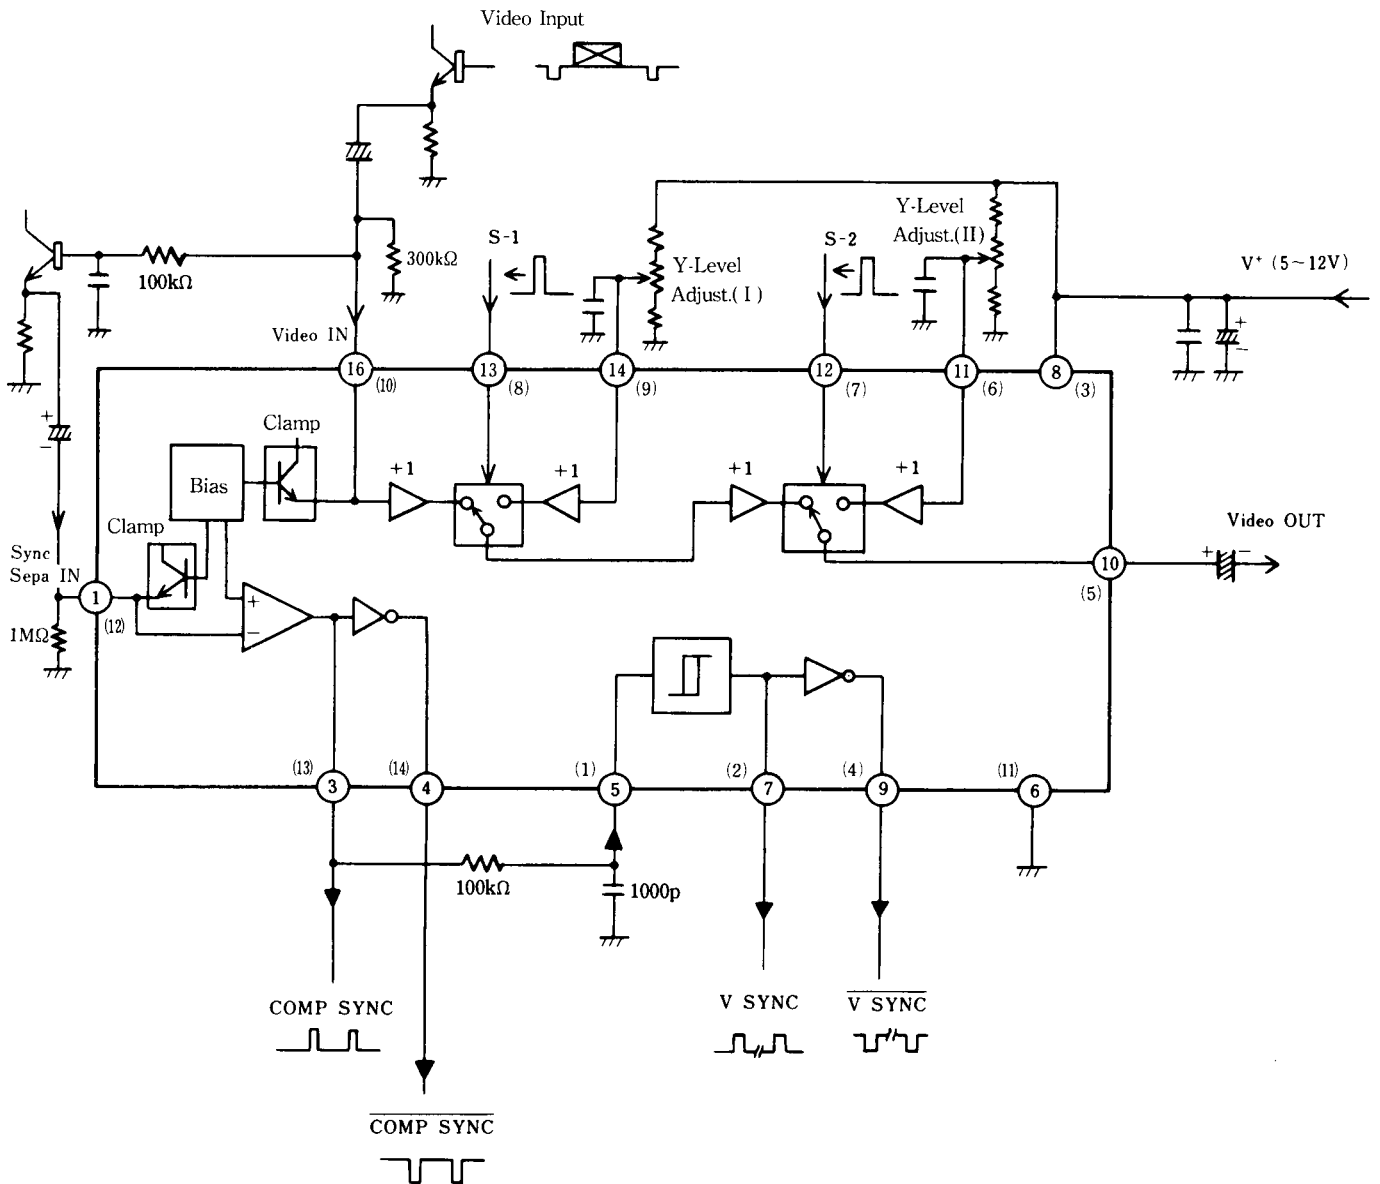 Video Input
100kΩ
300kΩ
S-1
Y-Level
Adjust.(I)
S-2
Y-Level
Adjust.(II)
V⁺ (5~12V)
Video IN
16
(10)
13
(8)
14
(9)
12
(7)
11
(6)
8
(3)
+
−
Clamp
+1
+1
+1
+1
Bias
Clamp
Sync
Sepa IN
1
(12)
1MΩ
+
−
+
−
Video OUT
+ −
10
(5)
(13)
3
(14)
4
(1)
5
(2)
7
(4)
9
(11)
6
100kΩ
1000p
COMP SYNC
V SYNC
V SYNC
COMP SYNC